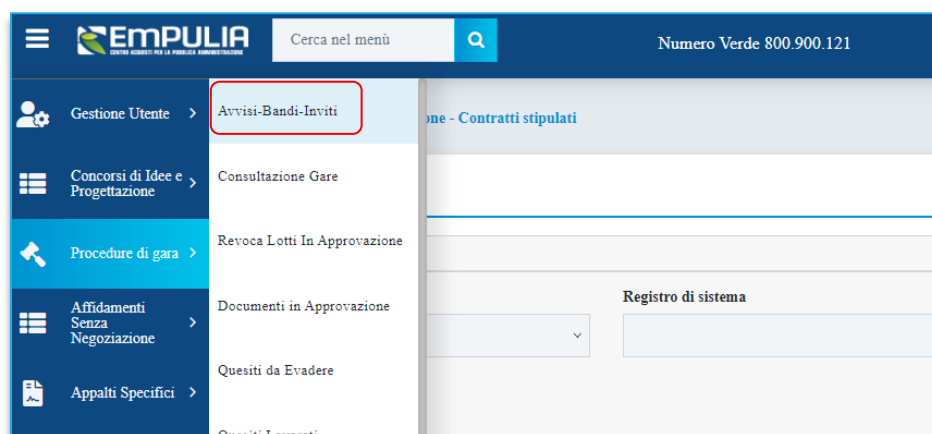 EMPULIA
CENTRO ACQUISTI PER LA PUBBLICA AMMINISTRAZIONE
Cerca nel menù
Numero Verde 800.900.121
Gestione Utente
Concorsi di Idee e
Progettazione
Procedure di gara
Affidamenti
Senza
Negoziazione
Appalti Specifici
Avvisi-Bandi-Inviti
Consultazione Gare
Revoca Lotti In Approvazione
Documenti in Approvazione
Quesiti da Evadere
one - Contratti stipulati
Registro di sistema